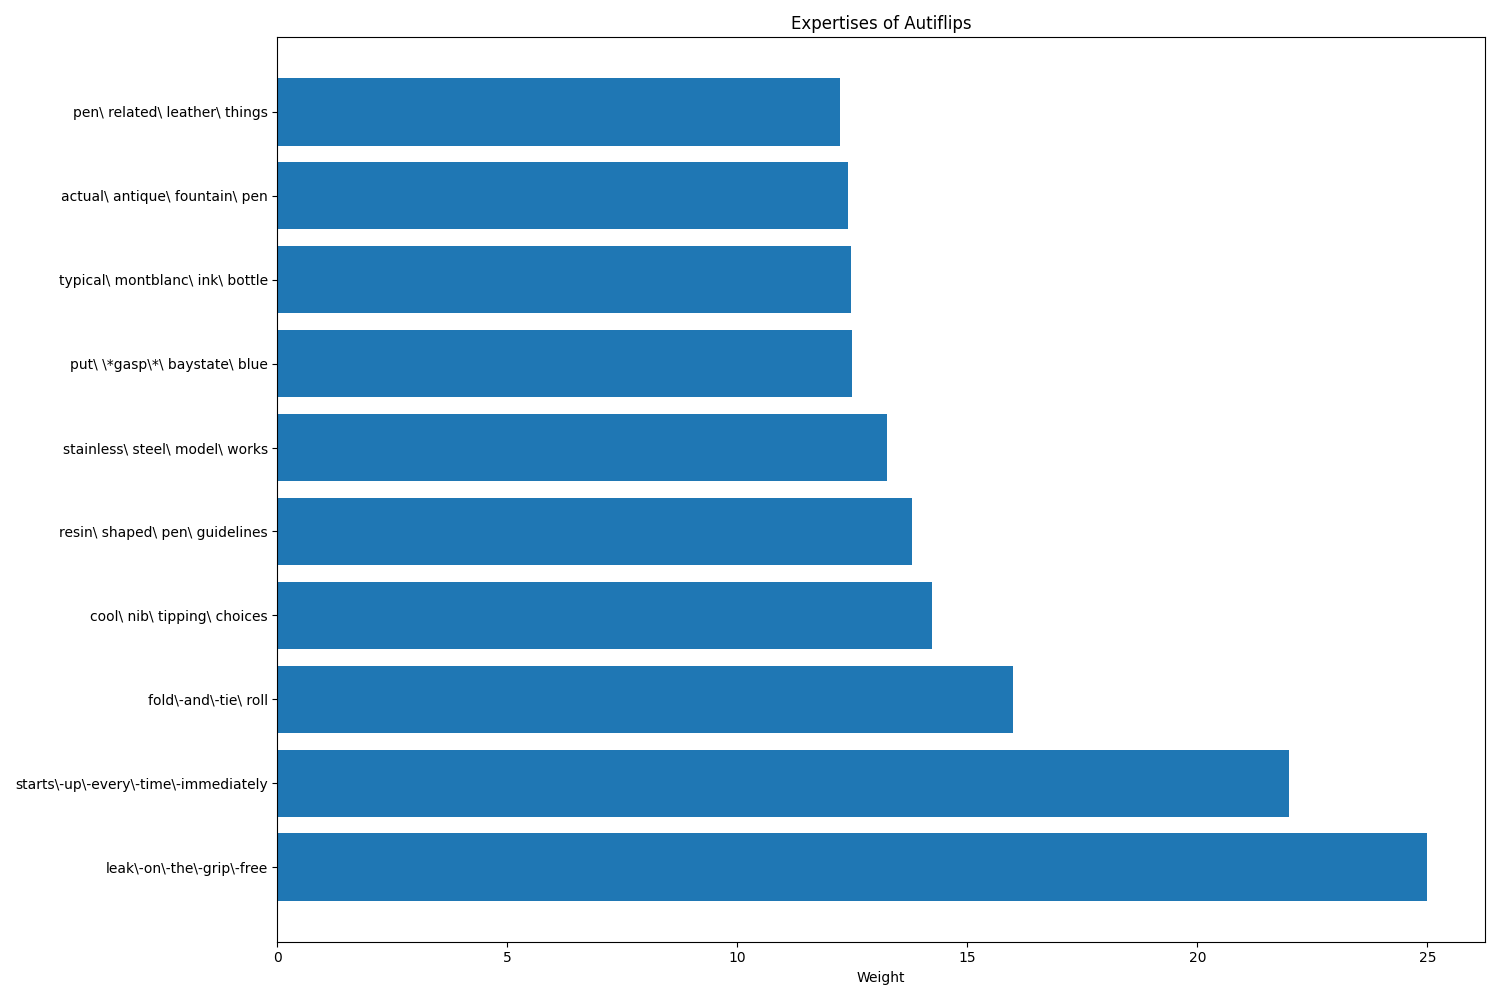 Expertises of Autiflips
pen\ related\ leather\ things
actual\ antique\ fountain\ pen
typical\ montblanc\ ink\ bottle
put\ \*gasp\*\ baystate\ blue
stainless\ steel\ model\ works
resin\ shaped\ pen\ guidelines
cool\ nib\ tipping\ choices
fold\-and\-tie\ roll
starts\-up\-every\-time\-immediately
leak\-on\-the\-grip\-free
0 5 10 15 20 25
Weight